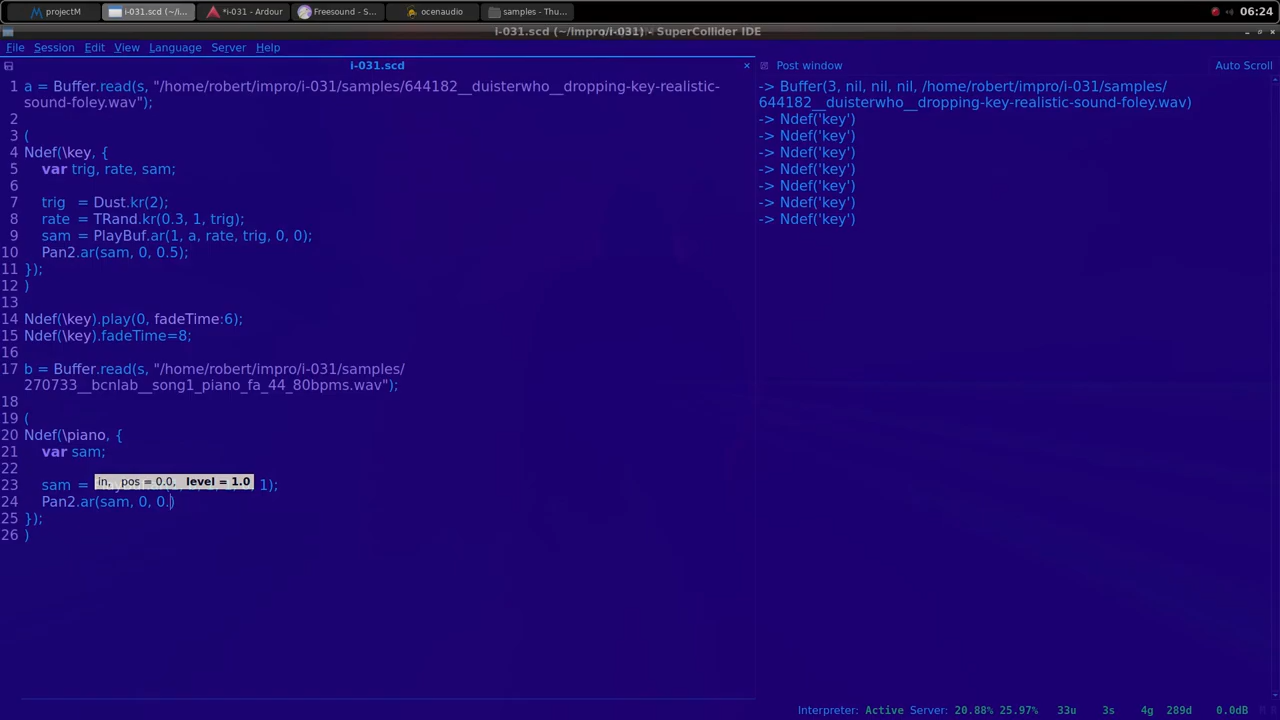 projectM
i-031.scd (~/i...
*i-031 - Ardour
Freesound - S...
ocenaudio
samples - Thu...
06:24
i-031.scd (~/impro/i-031) - SuperCollider IDE
File Session Edit View Language Server Help
i-031.scd
Post window
Auto Scroll
1 a = Buffer.read(s, "/home/robert/impro/i-031/samples/644182__duisterwho__dropping-key-realistic-
sound-foley.wav");
2
3 (
4 Ndef(\key, {
5 var trig, rate, sam;
6
7 trig = Dust.kr(2);
8 rate = TRand.kr(0.3, 1, trig);
9 sam = PlayBuf.ar(1, a, rate, trig, 0, 0);
10 Pan2.ar(sam, 0, 0.5);
11 });
12 )
13
14 Ndef(\key).play(0, fadeTime:6);
15 Ndef(\key).fadeTime=8;
16
17 b = Buffer.read(s, "/home/robert/impro/i-031/samples/
270733__bcnlab__song1_piano_fa_44_80bpms.wav");
18
19 (
20 Ndef(\piano, {
21 var sam;
22
in, pos = 0.0, level = 1.0
23 sam = 1);
24 Pan2.ar(sam, 0, 0.)
25 });
26 )
-> Buffer(3, nil, nil, nil, /home/robert/impro/i-031/samples/
644182__duisterwho__dropping-key-realistic-sound-foley.wav)
-> Ndef('key')
-> Ndef('key')
-> Ndef('key')
-> Ndef('key')
-> Ndef('key')
-> Ndef('key')
-> Ndef('key')
Interpreter: Active Server: 20.88% 25.97% 33u 3s 4g 289d 0.0dB